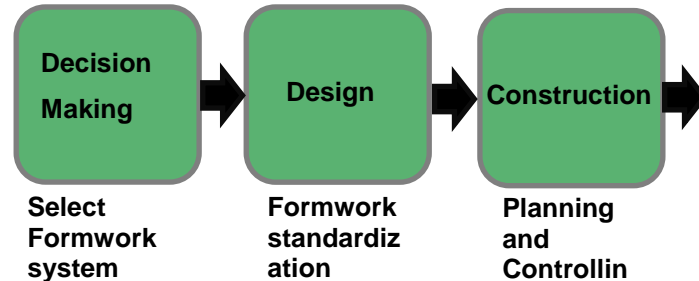 Decision
Making
Design
Construction
Select
Formwork
system
Formwork
standardiz
ation
Planning
and
Controllin